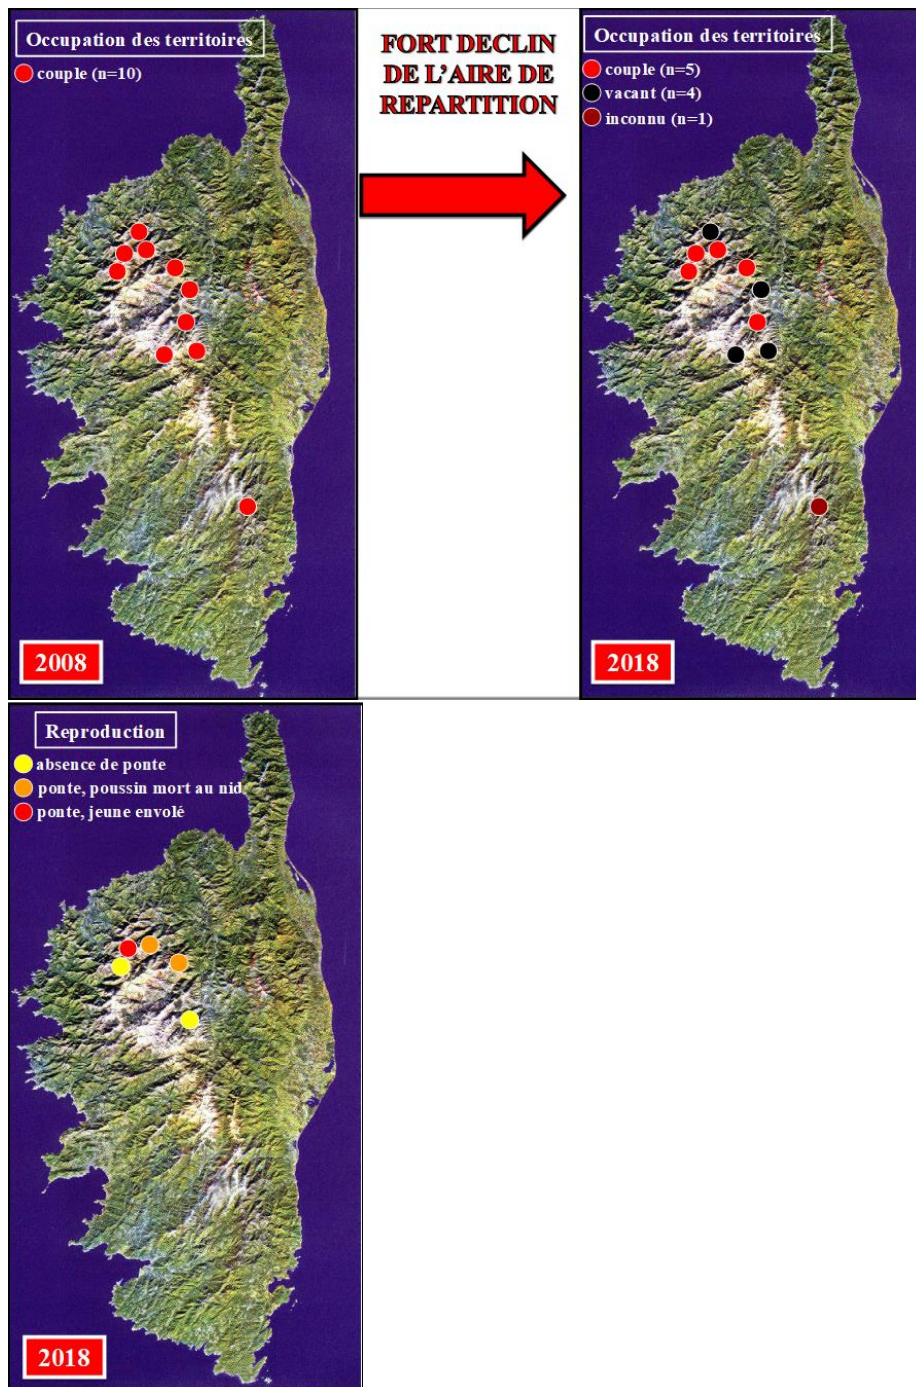 Occupation des territoires
couple (n=10)
2008
FORT DECLIN
DE L'AIRE DE
REPARTITION
Occupation des territoires
couple (n=5)
vacant (n=4)
inconnu (n=1)
2018
Reproduction
absence de ponte
ponte, poussin mort au nid
ponte, jeune envolé
2018